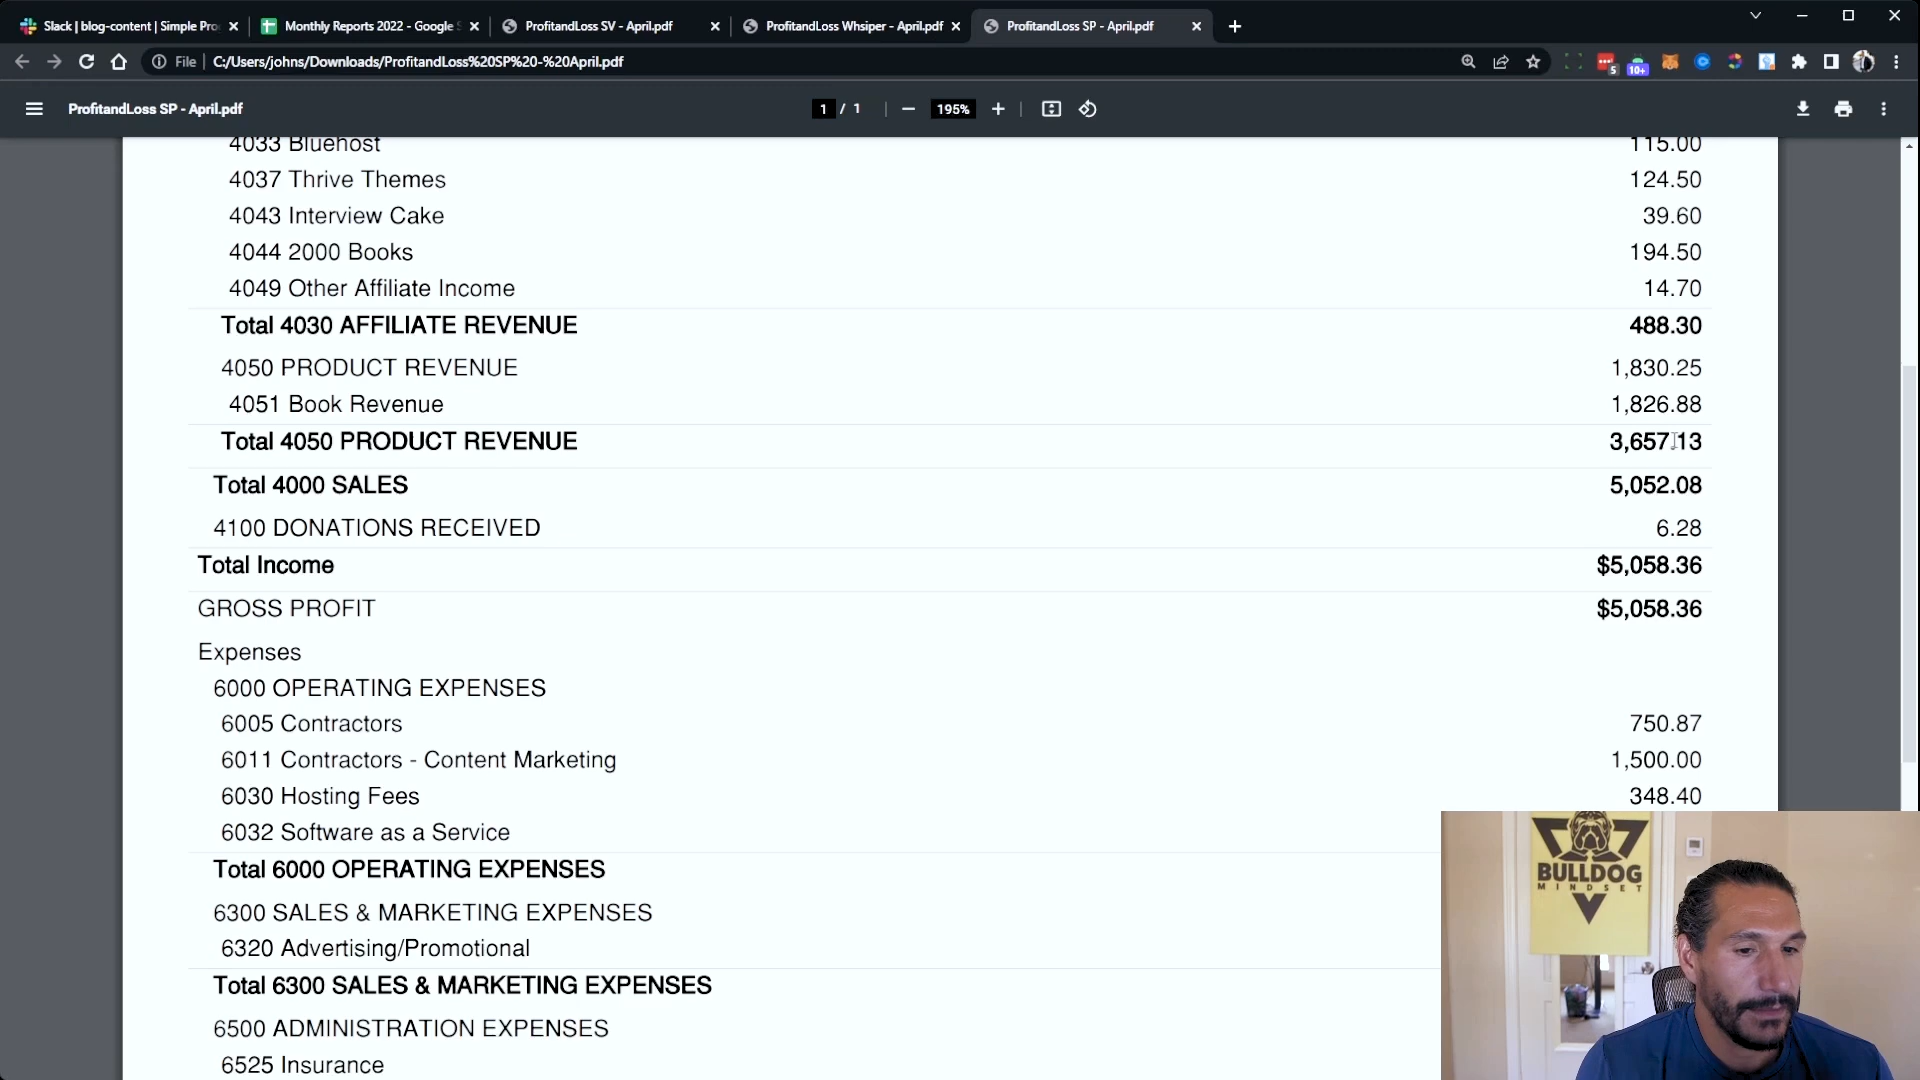 Slack | blog-content | Simple Pro
Monthly Reports 2022 - Google S
ProfitandLoss SV - April.pdf
ProfitandLoss Whsiper - April.pdf
ProfitandLoss SP - April.pdf
File
C:/Users/johns/Downloads/ProfitandLoss%20SP%20-%20April.pdf
5
10+
ProfitandLoss SP - April.pdf
1 / 1
195%
4033 Bluehost 115.00
4037 Thrive Themes 124.50
4043 Interview Cake 39.60
4044 2000 Books 194.50
4049 Other Affiliate Income 14.70
Total 4030 AFFILIATE REVENUE 488.30
4050 PRODUCT REVENUE 1,830.25
4051 Book Revenue 1,826.88
Total 4050 PRODUCT REVENUE 3,657.13
Total 4000 SALES 5,052.08
4100 DONATIONS RECEIVED 6.28
Total Income $5,058.36
GROSS PROFIT $5,058.36
Expenses
6000 OPERATING EXPENSES
6005 Contractors 750.87
6011 Contractors - Content Marketing 1,500.00
6030 Hosting Fees 348.40
6032 Software as a Service
Total 6000 OPERATING EXPENSES
6300 SALES & MARKETING EXPENSES
6320 Advertising/Promotional
Total 6300 SALES & MARKETING EXPENSES
6500 ADMINISTRATION EXPENSES
6525 Insurance
BULLDOG
MINDSET